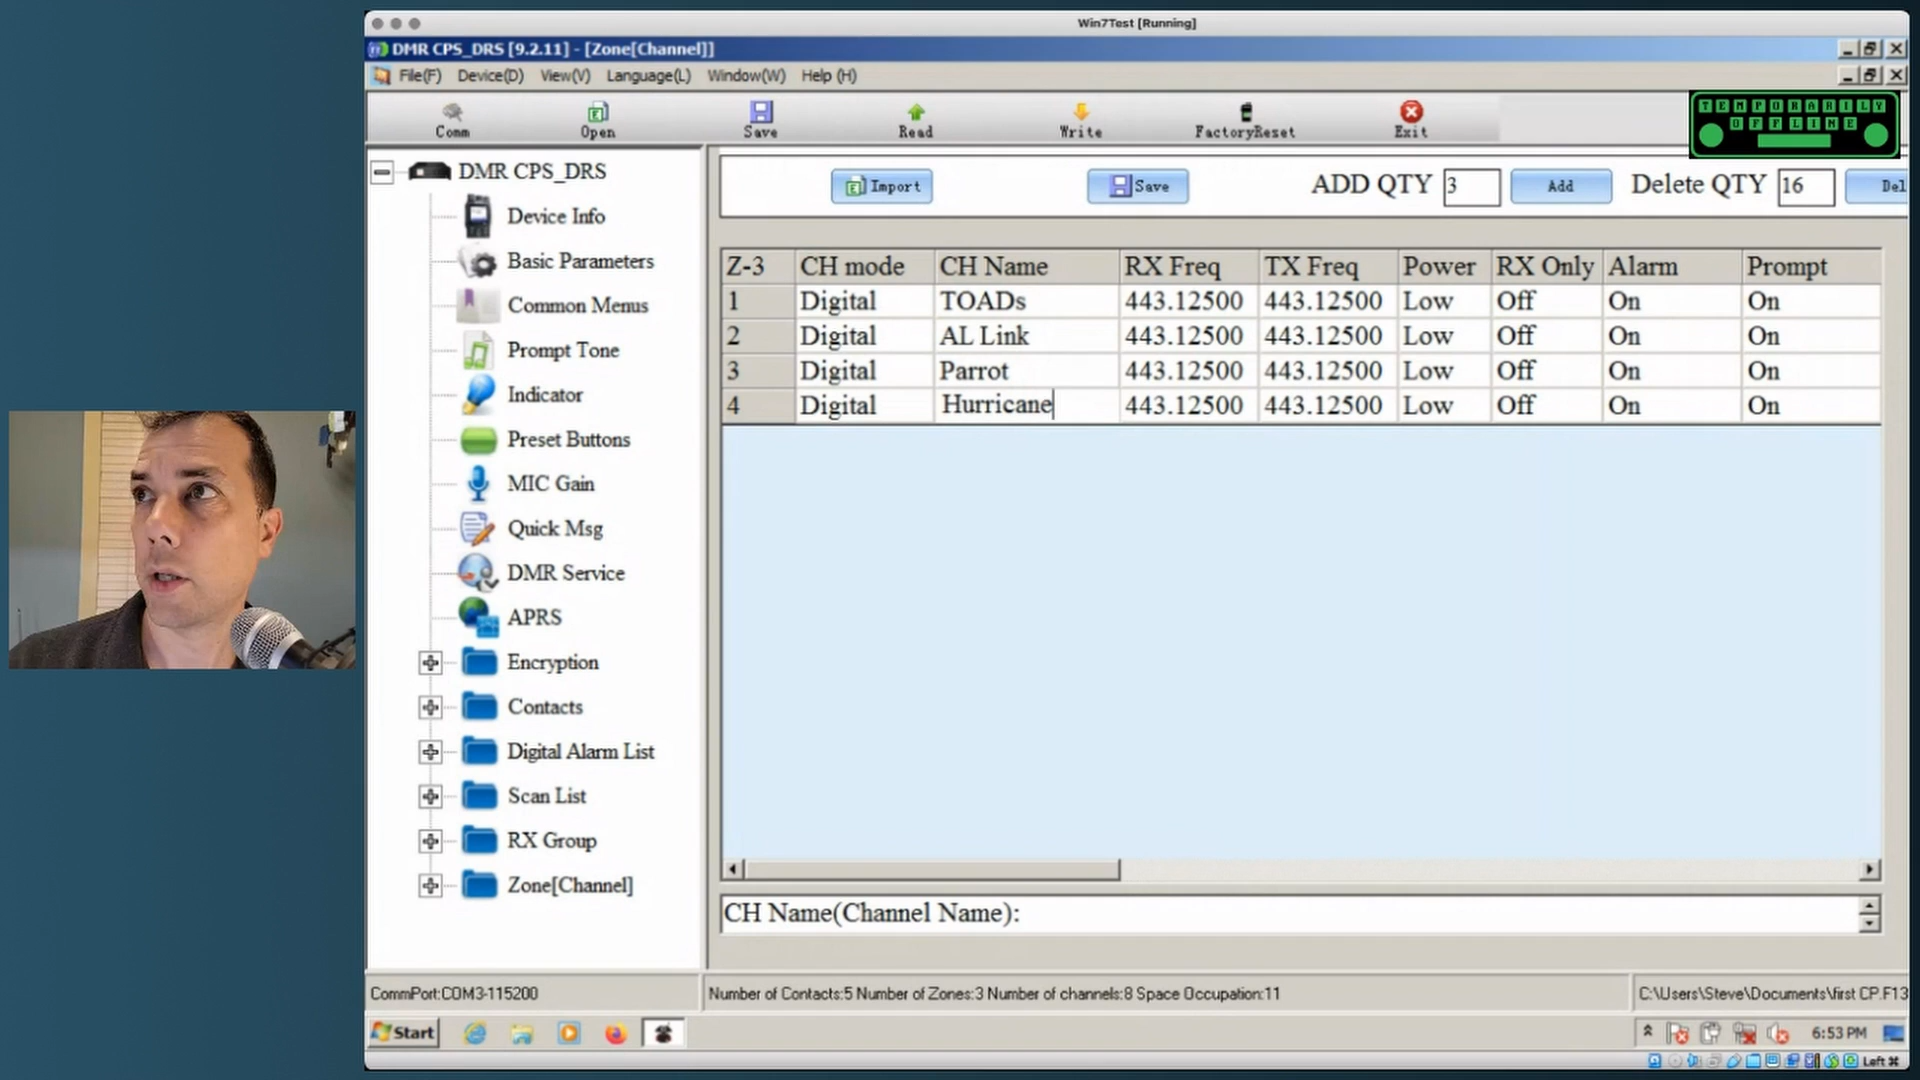 Win7Test [Running]
DMR CPS_DRS [9.2.11] - [Zone[Channel]]
File(F) Device(D) View(V) Language(L) Window(W) Help (H)
Comm Open Save Read Write FactoryReset Exit
TEMPORARILY
OFFLINE
DMR CPS_DRS
Device Info
Basic Parameters
Common Menus
Prompt Tone
Indicator
Preset Buttons
MIC Gain
Quick Msg
DMR Service
APRS
Encryption
Contacts
Digital Alarm List
Scan List
RX Group
Zone[Channel]
Import Save ADD QTY 3 Add Delete QTY 16 Del
Z-3 CH mode CH Name RX Freq TX Freq Power RX Only Alarm Prompt
1 Digital TOADs 443.12500 443.12500 Low Off On On
2 Digital AL Link 443.12500 443.12500 Low Off On On
3 Digital Parrot 443.12500 443.12500 Low Off On On
4 Digital Hurricane 443.12500 443.12500 Low Off On On
CH Name(Channel Name):
CommPort:COM3-115200 Number of Contacts:5 Number of Zones:3 Number of channels:8 Space Occupation:11 C:\Users\Steve\Documents\first CP.F13
Start 6:53 PM
Left ⌘